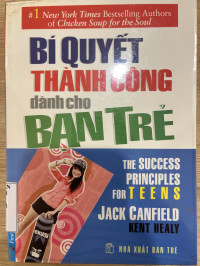 #1 New York Times Bestselling Authors
of Chicken Soup for the Soul
BÍ QUYẾT
THÀNH CÔNG
dành cho
BẠN TRẺ
THE SUCCESS
PRINCIPLES
FOR TEENS
JACK CANFIELD
KENT HEALY
NHÀ XUẤT BẢN TRẺ